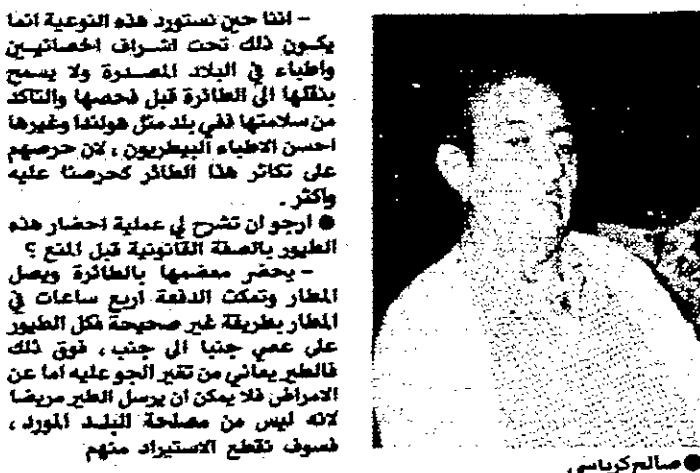 - اننا حين نستورد هذه النوعية انما
يكون ذلك تحت اشراف اخصائيين
واطباء في البلاد المصدرة ولا يسمح
بنقلها الى الطائرة قبل فحصها والتاكد
من سلامتها ففي بلد مثل هولندا وغيرها
احسن الاطباء البيطريون ، لان حرصهم
على تكاثر هذا الطائر كحرصنا عليه
واكثر .
● ارجو ان تشرح لي عملية احضار هذه
الطيور بالصفة القانونية قبل المنع ؟
- يحضر معضمها بالطائرة ويصل
المطار وتمكث الدفعة اربع ساعات في
المطار بطريقة غير صحيحة فكل الطيور
على عصي جنبا الى جنب ، فوق ذلك
فالطير يعاني من تغير الجو عليه اما عن
الامراض فلا يمكن ان يرسل الطير مريضا
لانه ليس من مصلحة البلد المورد ،
فسوف نقطع الاستيراد منهم
● صالح كرباسي